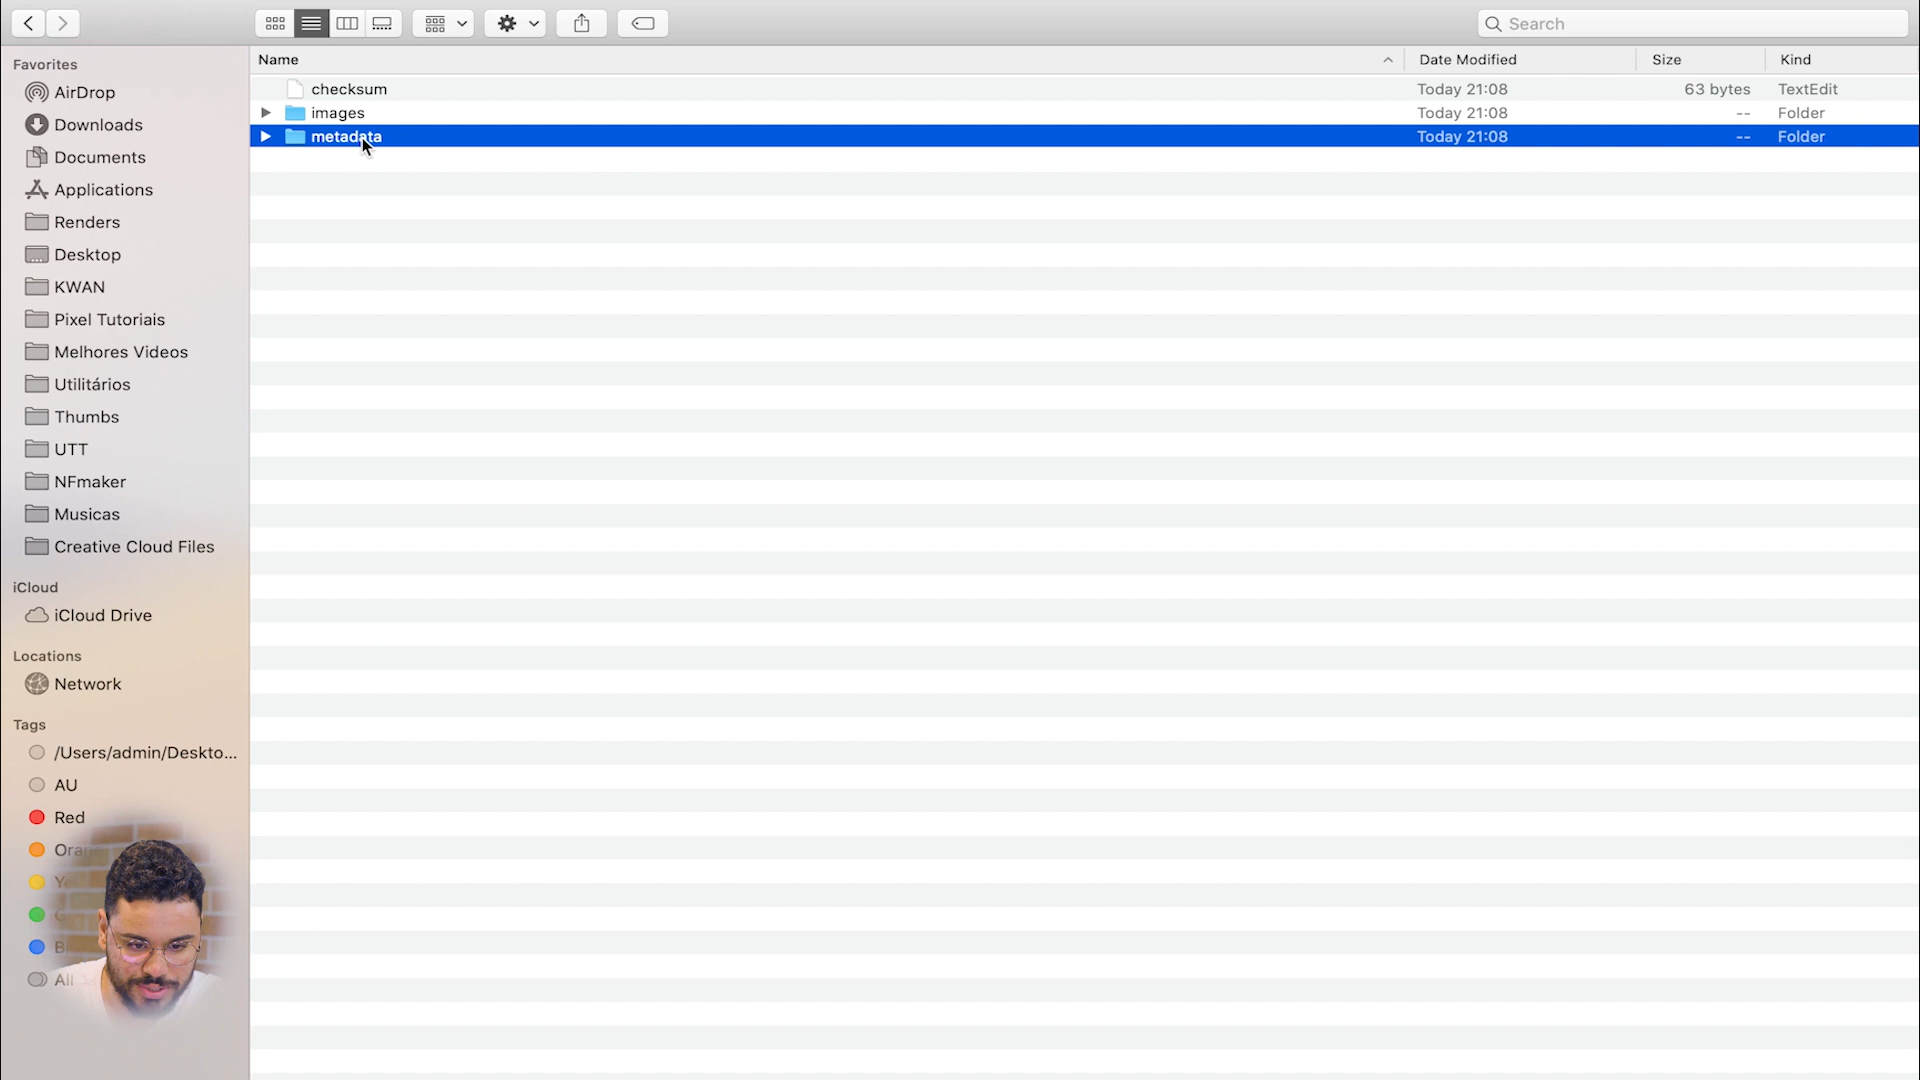 Search
Name Date Modified Size Kind
checksum Today 21:08 63 bytes TextEdit
images Today 21:08 -- Folder
metadata Today 21:08 -- Folder
Favorites
AirDrop
Downloads
Documents
Applications
Renders
Desktop
KWAN
Pixel Tutoriais
Melhores Videos
Utilitários
Thumbs
UTT
NFmaker
Musicas
Creative Cloud Files
iCloud
iCloud Drive
Locations
Network
Tags
/Users/admin/Deskto...
AU
Red
All